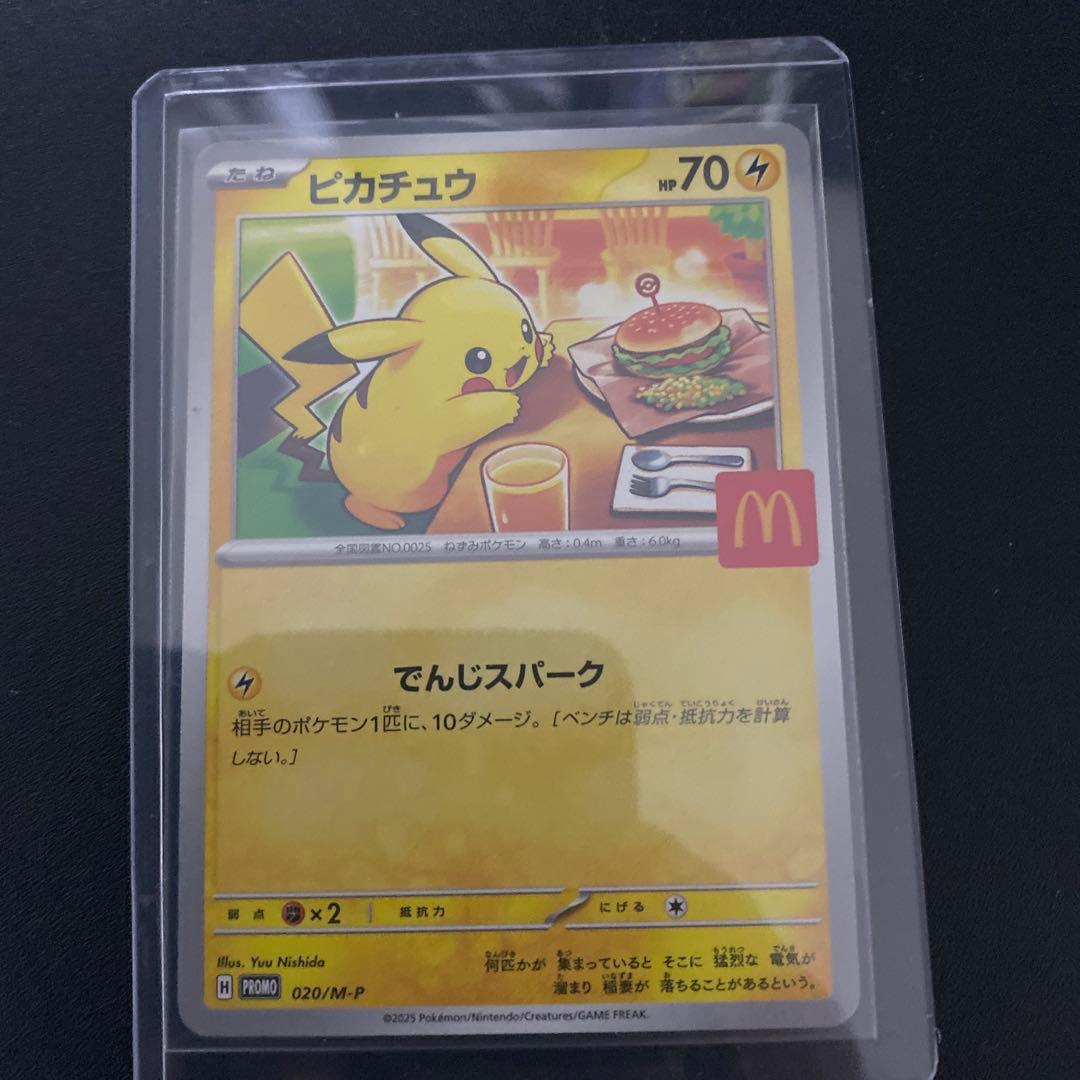 たね ピカチュウ HP70
全国図鑑NO.0025 ねずみポケモン 高さ:0.4m 重さ:6.0kg
M
でんじスパーク
相手のポケモン1匹に、10ダメージ。[ベンチは弱点・抵抗力を計算
しない。]
弱点 ×2 抵抗力 にげる
Illus. Yuu Nishida
何匹かが 集まっていると そこに 猛烈な 電気が
溜まり 稲妻が 落ちることがあるという。
H PROMO 020/M-P
©2025 Pokémon/Nintendo/Creatures/GAME FREAK.